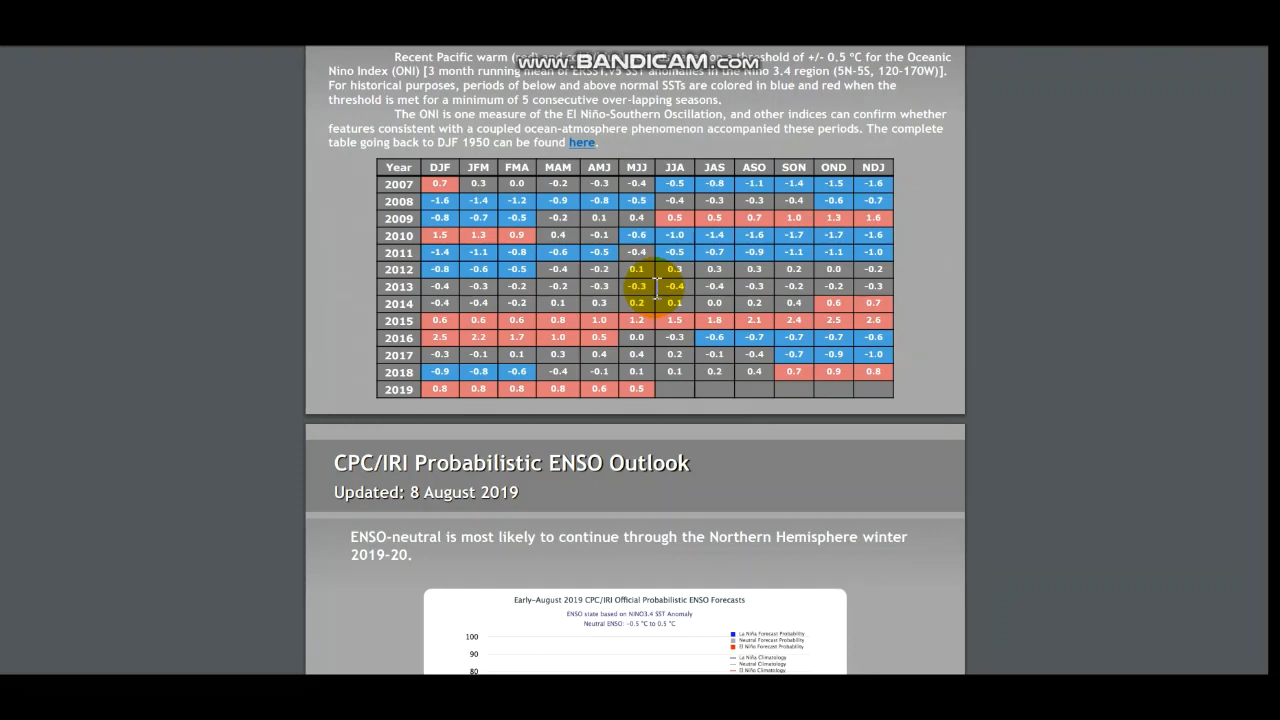 Recent Pacific warm (red) and
on a threshold of +/- 0.5 ºC for the Oceanic
WWW.BANDICAM.COM
Nino Index (ONI) [3 month running mean of ERSST.v5 SST anomalies in the Nino 3.4 region (5N-5S, 120-170W)].
For historical purposes, periods of below and above normal SSTs are colored in blue and red when the
threshold is met for a minimum of 5 consecutive over-lapping seasons.
The ONI is one measure of the El Niño-Southern Oscillation, and other indices can confirm whether
features consistent with a coupled ocean-atmosphere phenomenon accompanied these periods. The complete
table going back to DJF 1950 can be found here.
Year DJF JFM FMA MAM AMJ MJJ JJA JAS ASO SON OND NDJ
2007 0.7 0.3 0.0 -0.2 -0.3 -0.4 -0.5 -0.8 -1.1 -1.4 -1.5 -1.6
2008 -1.6 -1.4 -1.2 -0.9 -0.8 -0.5 -0.4 -0.3 -0.3 -0.4 -0.6 -0.7
2009 -0.8 -0.7 -0.5 -0.2 0.1 0.4 0.5 0.5 0.7 1.0 1.3 1.6
2010 1.5 1.3 0.9 0.4 -0.1 -0.6 -1.0 -1.4 -1.6 -1.7 -1.7 -1.6
2011 -1.4 -1.1 -0.8 -0.6 -0.5 -0.4 -0.5 -0.7 -0.9 -1.1 -1.1 -1.0
2012 -0.8 -0.6 -0.5 -0.4 -0.2 0.1 0.3 0.3 0.3 0.2 0.0 -0.2
2013 -0.4 -0.3 -0.2 -0.2 -0.3 -0.3 -0.4 -0.4 -0.3 -0.2 -0.2 -0.3
2014 -0.4 -0.4 -0.2 0.1 0.3 0.2 0.1 0.0 0.2 0.4 0.6 0.7
2015 0.6 0.6 0.6 0.8 1.0 1.2 1.5 1.8 2.1 2.4 2.5 2.6
2016 2.5 2.2 1.7 1.0 0.5 0.0 -0.3 -0.6 -0.7 -0.7 -0.7 -0.6
2017 -0.3 -0.1 0.1 0.3 0.4 0.4 0.2 -0.1 -0.4 -0.7 -0.9 -1.0
2018 -0.9 -0.8 -0.6 -0.4 -0.1 0.1 0.1 0.2 0.4 0.7 0.9 0.8
2019 0.8 0.8 0.8 0.8 0.6 0.5
CPC/IRI Probabilistic ENSO Outlook
Updated: 8 August 2019
ENSO-neutral is most likely to continue through the Northern Hemisphere winter
2019-20.
Early-August 2019 CPC/IRI Official Probabilistic ENSO Forecasts
ENSO state based on NINO3.4 SST Anomaly
Neutral ENSO: -0.5 °C to 0.5 °C
100
90
80
La Niña Forecast Probability
Neutral Forecast Probability
El Niño Forecast Probability
La Niña Climatology
Neutral Climatology
El Niño Climatology